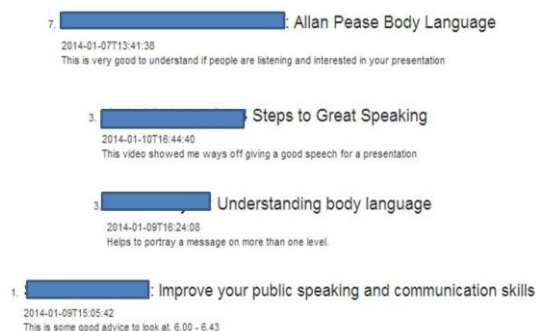 7. : Allan Pease Body Language
2014-01-07T13:41:38
This is very good to understand if people are listening and interested in your presentation
3. Steps to Great Speaking
2014-01-10T16:44:40
This video showed me ways off giving a good speech for a presentation
3 Understanding body language
2014-01-09T16:24:08
Helps to portray a message on more than one level.
1. : Improve your public speaking and communication skills
2014-01-09T15:05:42
This is some good advice to look at. 6.00 - 6.43